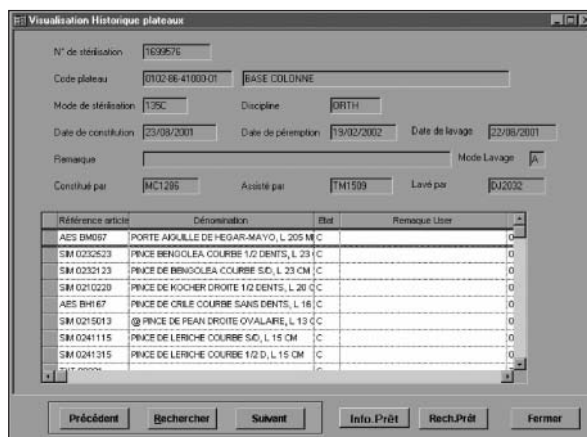 Visualisation Historique plateaux
N° de stérilisation 1699576
Code plateau 0102-86-41000-01 BASE COLONNE
Mode de stérilisation 135C Discipline ORTH
Date de constitution 23/08/2001 Date de péremption 19/02/2002 Date de lavage 22/08/2001
Remarque Mode Lavage A
Constitué par MC1286 Assisté par TM1509 Lavé par DJ2032
Référence article Dénomination Etat Remaque User
AES BM067 PORTE AIGUILLE DE HEGAR-MAYO, L 205 M C
SIM 0232523 PINCE BENGOLEA COURBE 1/2 DENTS, L 23 C
SIM 0232123 PINCE DE BENGOLEA COURBE S/D, L 23 CM C
SIM 0210220 PINCE DE KOCHER DROITE 1/2 DENTS, L 20 C C
AES BH167 PINCE DE CRILE COURBE SANS DENTS, L 16 C
SIM 0215013 @ PINCE DE PEAN DROITE OVALAIRE, L 13 C C
SIM 0241115 PINCE DE LERICHE COURBE S/D, L 15 CM C
SIM 0241315 PINCE DE LERICHE COURBE 1/2 D, L 15 CM C
Précédent Rechercher Suivant Info.Prêt Rech.Prêt Fermer